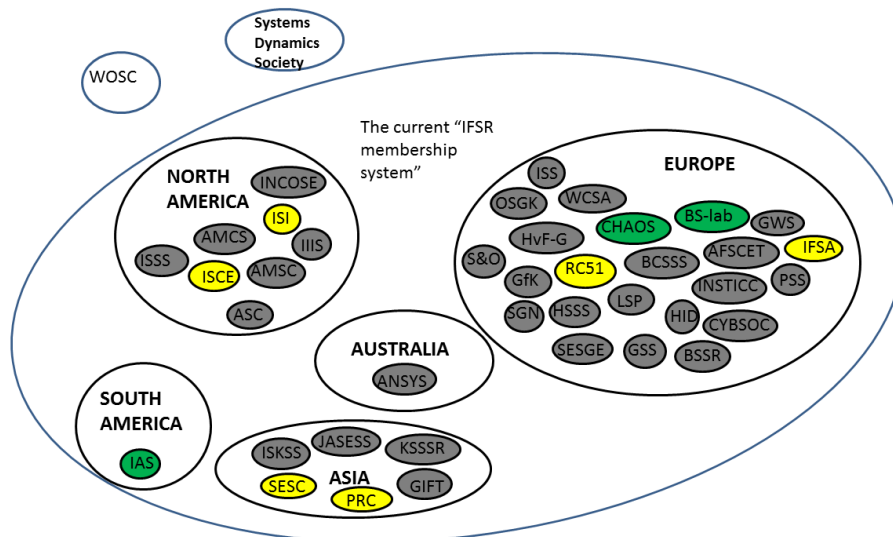 Systems
Dynamics
Society
WOSC
The current “IFSR
membership
system”
NORTH
AMERICA
INCOSE
ISI
AMCS
IIIS
ISSS
ISCE
AMSC
ASC
EUROPE
ISS
OSGK
WCSA
CHAOS
BS-lab
GWS
HvF-G
AFSCET
IFSA
S&O
RC51
BCSSS
GfK
INSTICC
PSS
SGN
HSSS
LSP
HID
CYBSOC
SESGE
GSS
BSSR
AUSTRALIA
ANSYS
SOUTH
AMERICA
IAS
ISKSS
JASESS
KSSSR
ASIA
SESC
PRC
GIFT